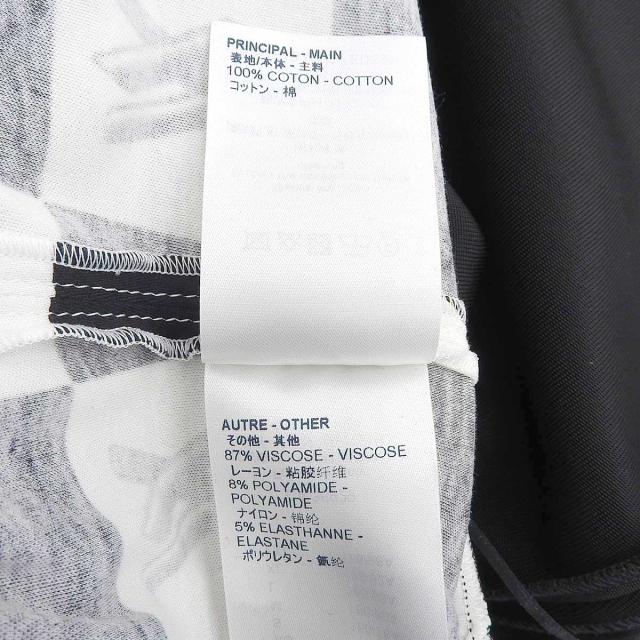 PRINCIPAL - MAIN
表地/本体 - 主料
100% COTON - COTTON
コットン - 棉
AUTRE - OTHER
その他 - 其他
87% VISCOSE - VISCOSE
レーヨン - 粘胶纤维
8% POLYAMIDE -
POLYAMIDE
ナイロン - 锦纶
5% ELASTHANNE -
ELASTANE
ポリウレタン - 氨纶